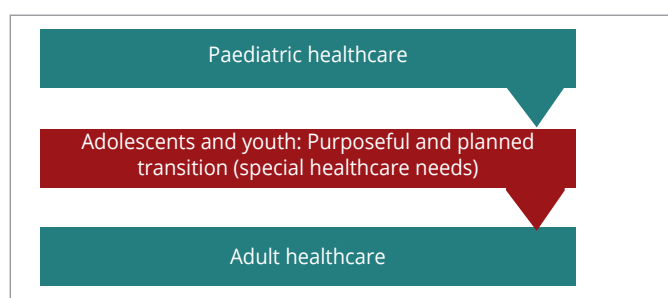 Paediatric healthcare
Adolescents and youth: Purposeful and planned
transition (special healthcare needs)
Adult healthcare